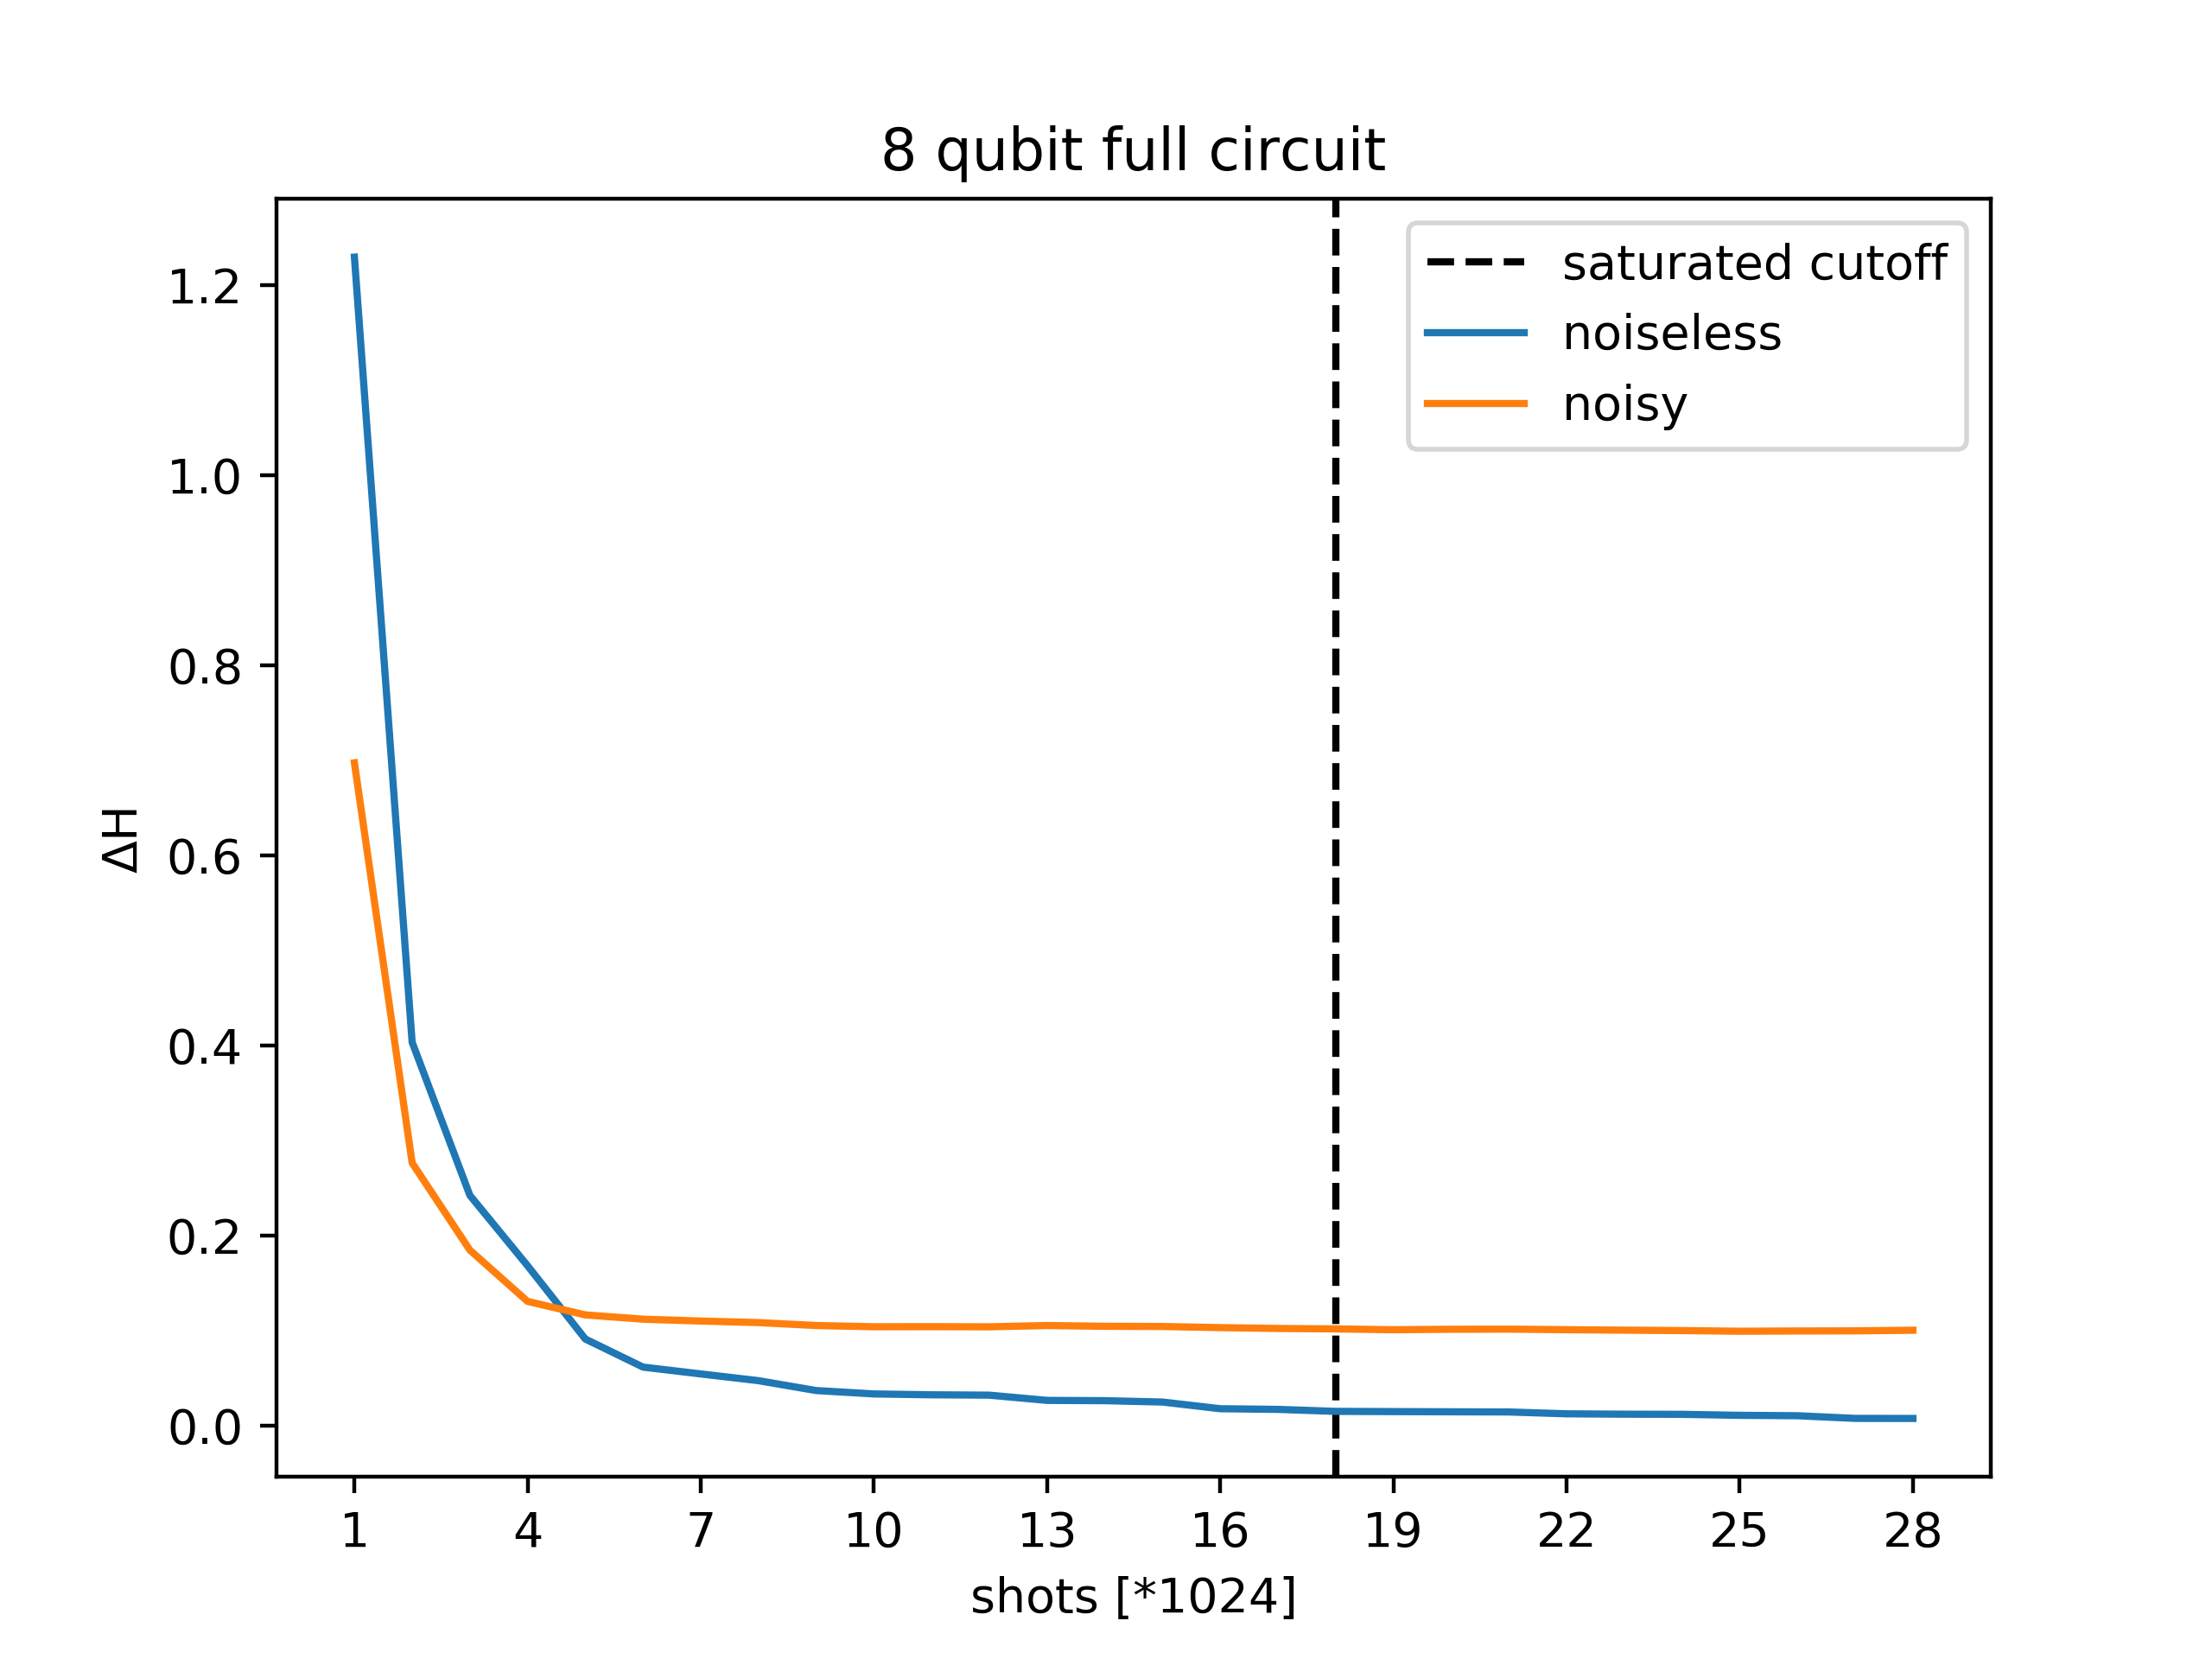 8 qubit full circuit
saturated cutoff
noiseless
noisy
ΔH
1.2
1.0
0.8
0.6
0.4
0.2
0.0
1 4 7 10 13 16 19 22 25 28
shots [*1024]